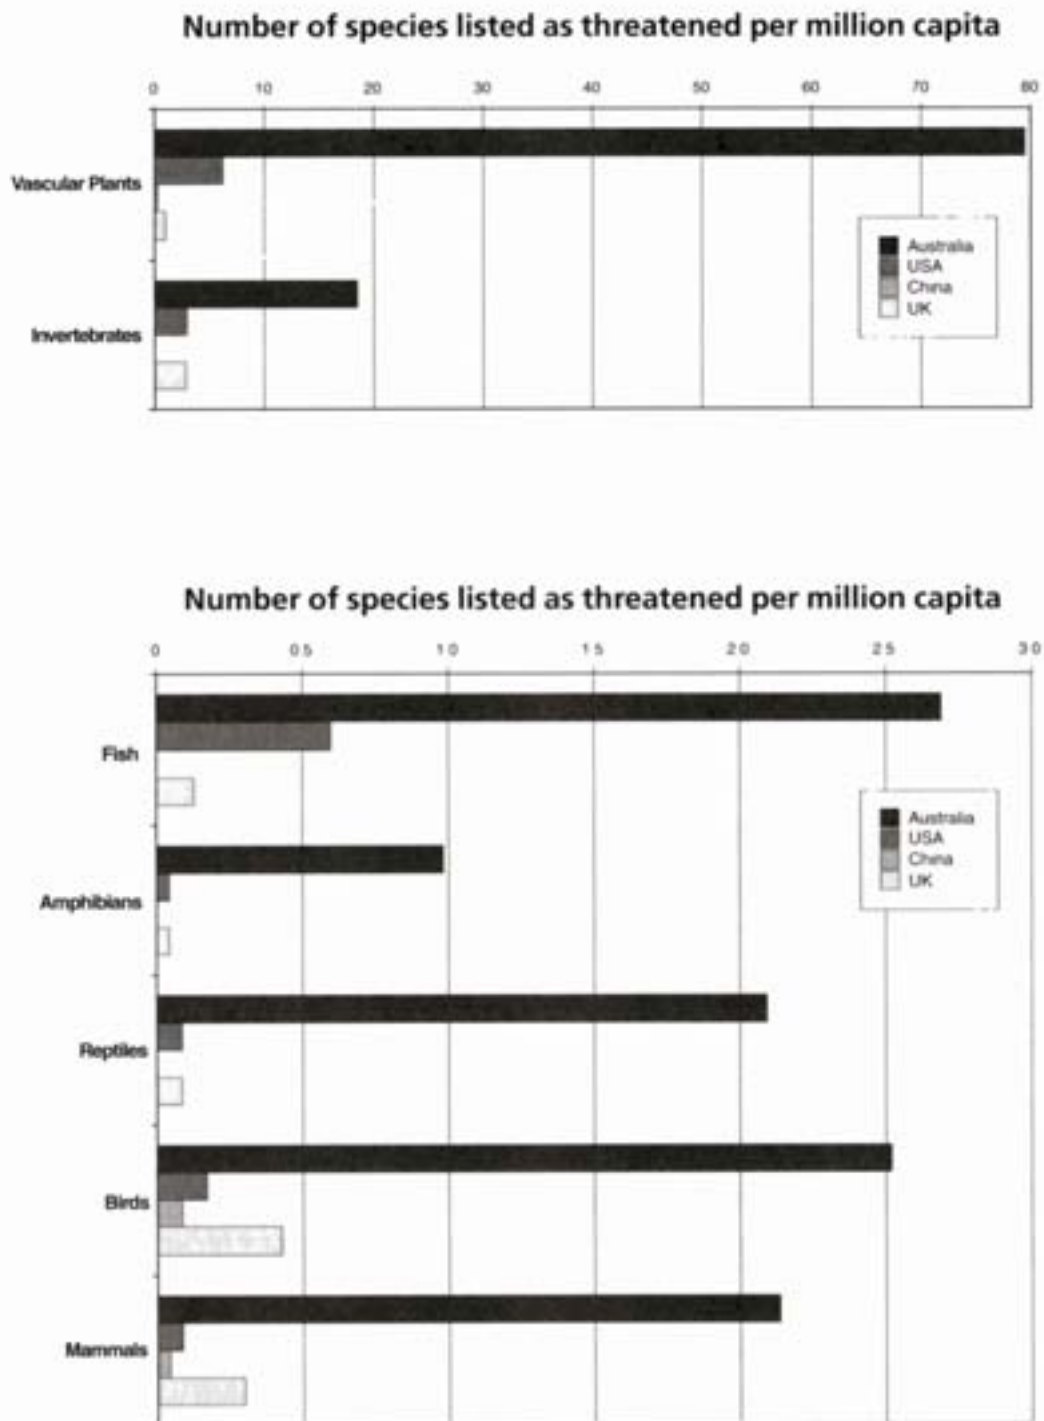 Number of species listed as threatened per million capita
0 10 20 30 40 50 60 70 80
Vascular Plants
Invertebrates
Australia
USA
China
UK
Number of species listed as threatened per million capita
0 0 5 1 0 1 5 2 0 2 5 3 0
Fish
Amphibians
Reptiles
Birds
Mammals
Australia
USA
China
UK